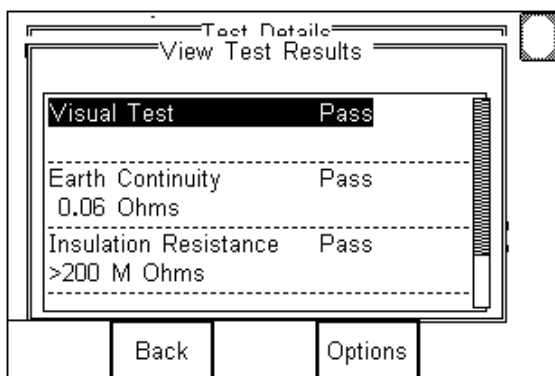 Test Details
View Test Results
Visual Test Pass
Earth Continuity Pass
0.06 Ohms
Insulation Resistance Pass
>200 M Ohms
Back Options